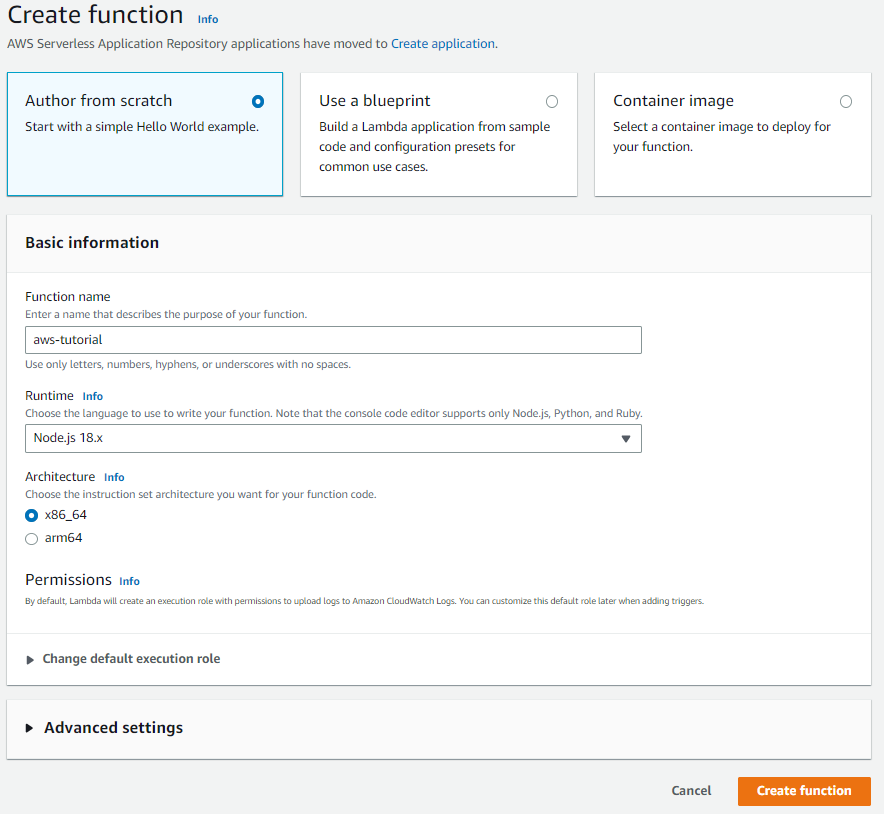 Create function Info
AWS Serverless Application Repository applications have moved to Create application.
Author from scratch
Start with a simple Hello World example.
Use a blueprint
Build a Lambda application from sample
code and configuration presets for
common use cases.
Container image
Select a container image to deploy for
your function.
Basic information
Function name
Enter a name that describes the purpose of your function.
aws-tutorial
Use only letters, numbers, hyphens, or underscores with no spaces.
Runtime Info
Choose the language to use to write your function. Note that the console code editor supports only Node.js, Python, and Ruby.
Node.js 18.x
Architecture Info
Choose the instruction set architecture you want for your function code.
x86_64
arm64
Permissions Info
By default, Lambda will create an execution role with permissions to upload logs to Amazon CloudWatch Logs. You can customize this default role later when adding triggers.
Change default execution role
Advanced settings
Cancel
Create function